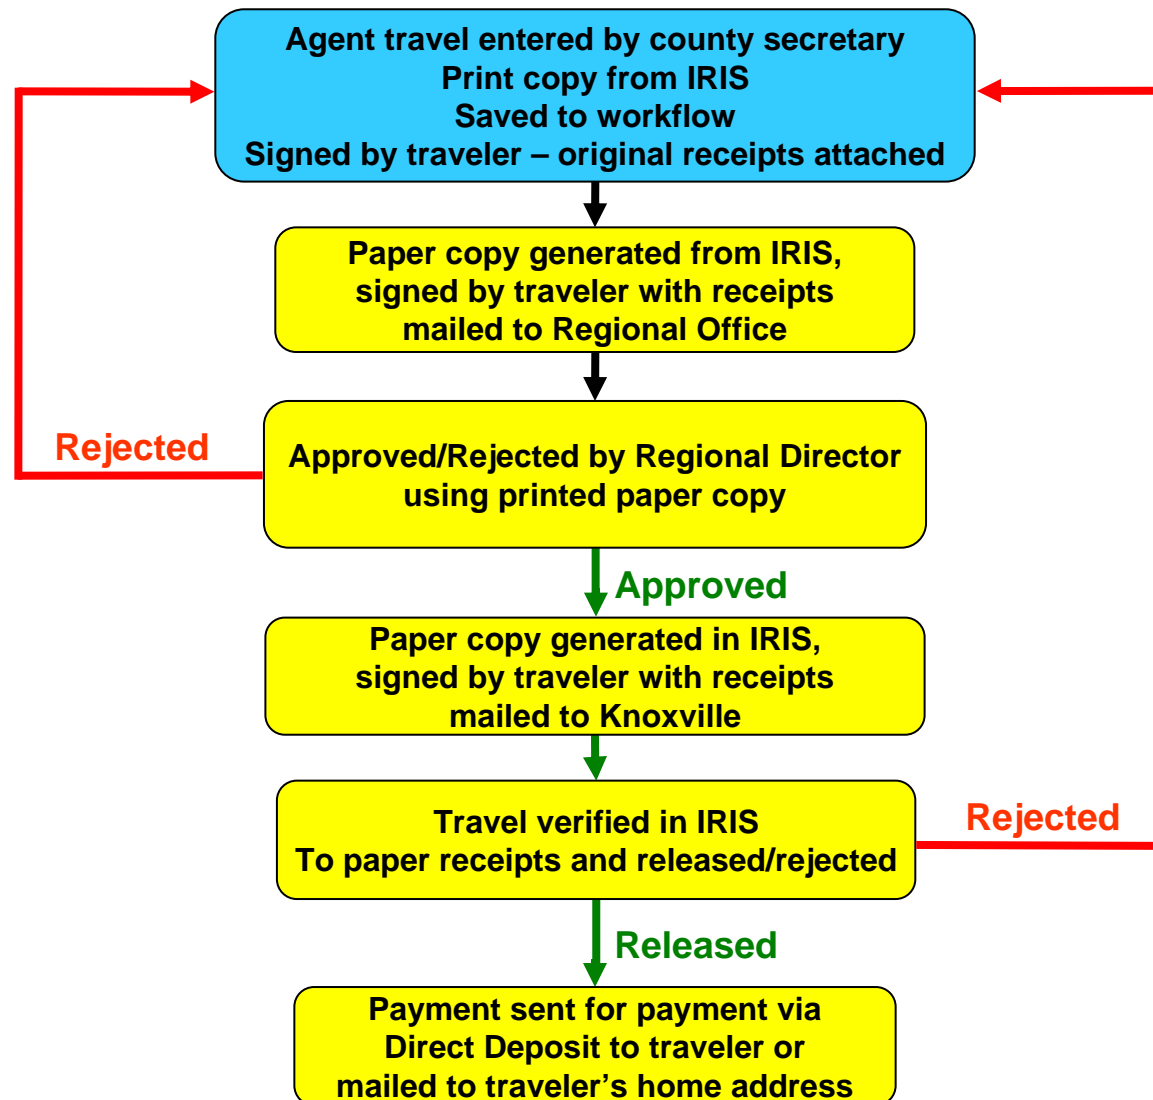 Agent travel entered by county secretary
Print copy from IRIS
Saved to workflow
Signed by traveler – original receipts attached
Paper copy generated from IRIS,
signed by traveler with receipts
mailed to Regional Office
Rejected
Approved/Rejected by Regional Director
using printed paper copy
Approved
Paper copy generated in IRIS,
signed by traveler with receipts
mailed to Knoxville
Travel verified in IRIS
To paper receipts and released/rejected
Rejected
Released
Payment sent for payment via
Direct Deposit to traveler or
mailed to traveler’s home address